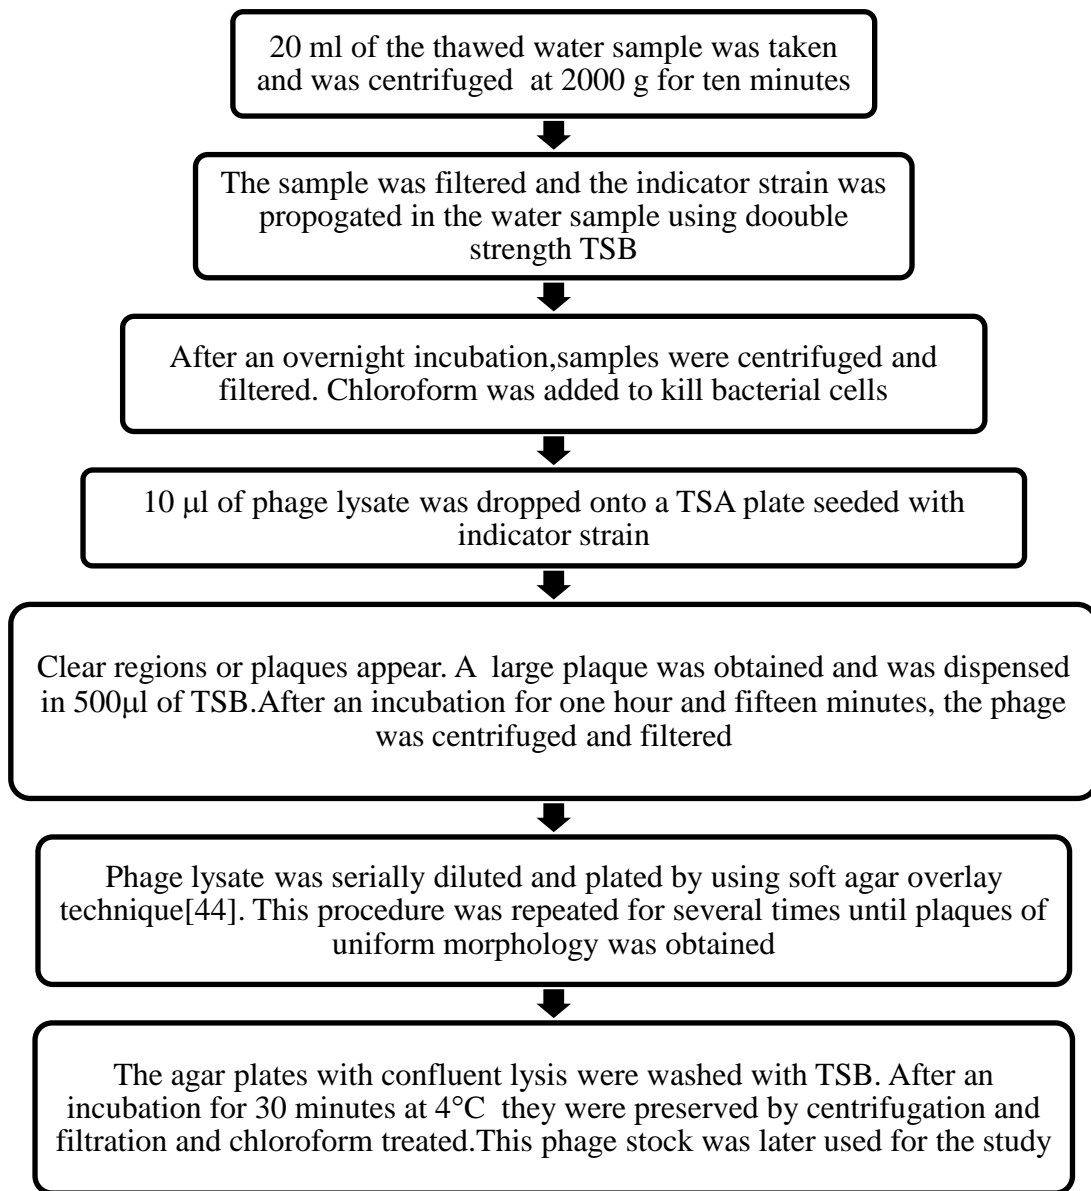 20 ml of the thawed water sample was taken
and was centrifuged at 2000 g for ten minutes
The sample was filtered and the indicator strain was
propogated in the water sample using doouble
strength TSB
After an overnight incubation,samples were centrifuged and
filtered. Chloroform was added to kill bacterial cells
10 μl of phage lysate was dropped onto a TSA plate seeded with
indicator strain
Clear regions or plaques appear. A large plaque was obtained and was dispensed
in 500μl of TSB.After an incubation for one hour and fifteen minutes, the phage
was centrifuged and filtered
Phage lysate was serially diluted and plated by using soft agar overlay
technique[44]. This procedure was repeated for several times until plaques of
uniform morphology was obtained
The agar plates with confluent lysis were washed with TSB. After an
incubation for 30 minutes at 4°C they were preserved by centrifugation and
filtration and chloroform treated.This phage stock was later used for the study